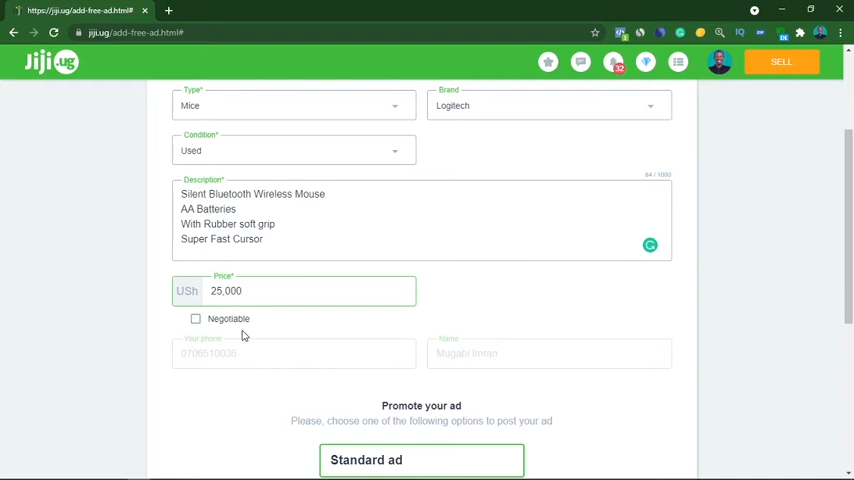 https://jiji.ug/add-free-ad.html#
jiji.ug/add-free-ad.html#
Jiji .ug
32
SELL
Type*
Mice
Brand
Logitech
Condition*
Used
Description*
64 / 1000
Silent Bluetooth Wireless Mouse
AA Batteries
With Rubber soft grip
Super Fast Cursor
Price*
USh 25,000
Negotiable
Your phone
0706510036
Name
Mugabi Imran
Promote your ad
Please, choose one of the following options to post your ad
Standard ad